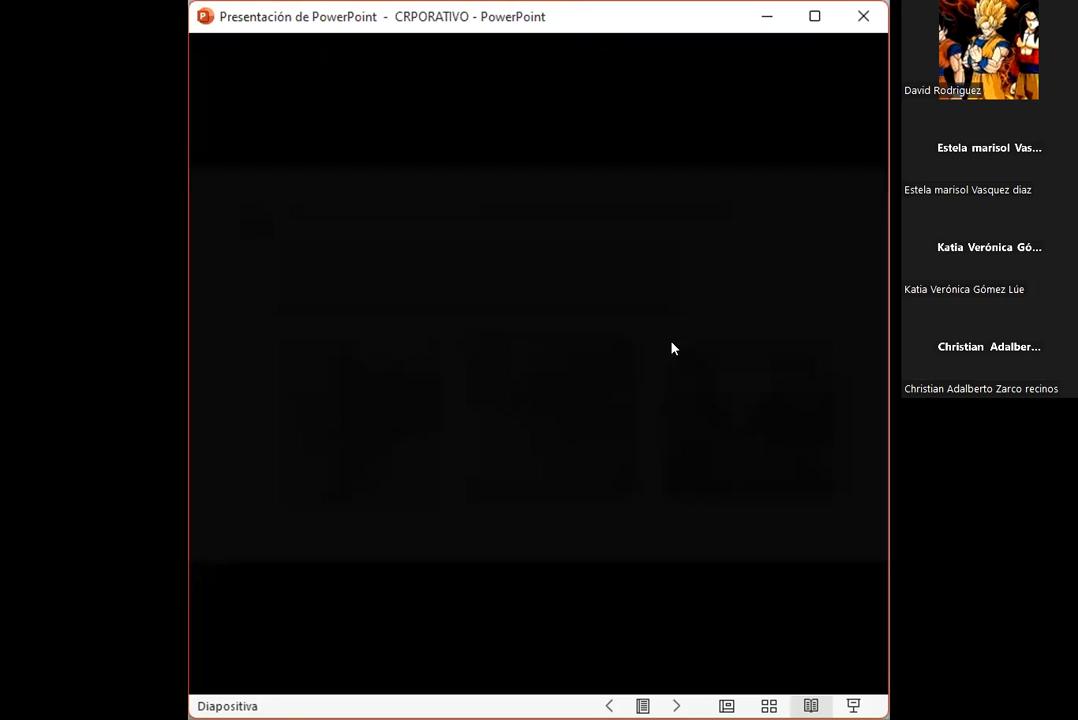 Presentación de PowerPoint - CRPORATIVO - PowerPoint
David Rodriguez
Estela marisol Vas...
Estela marisol Vasquez diaz
Katia Verónica Gó...
Katia Verónica Gómez Lúe
Christian Adalber...
Christian Adalberto Zarco recinos
Diapositiva